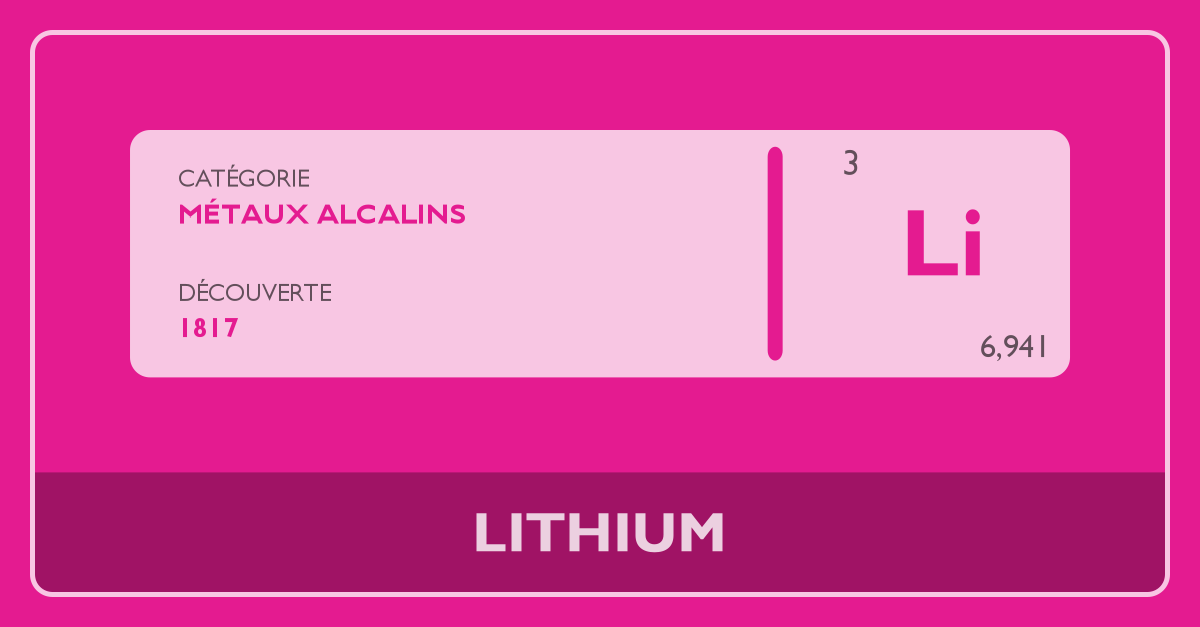 CATÉGORIE
MÉTAUX ALCALINS
DÉCOUVERTE
1817
3
Li
6,941
LITHIUM